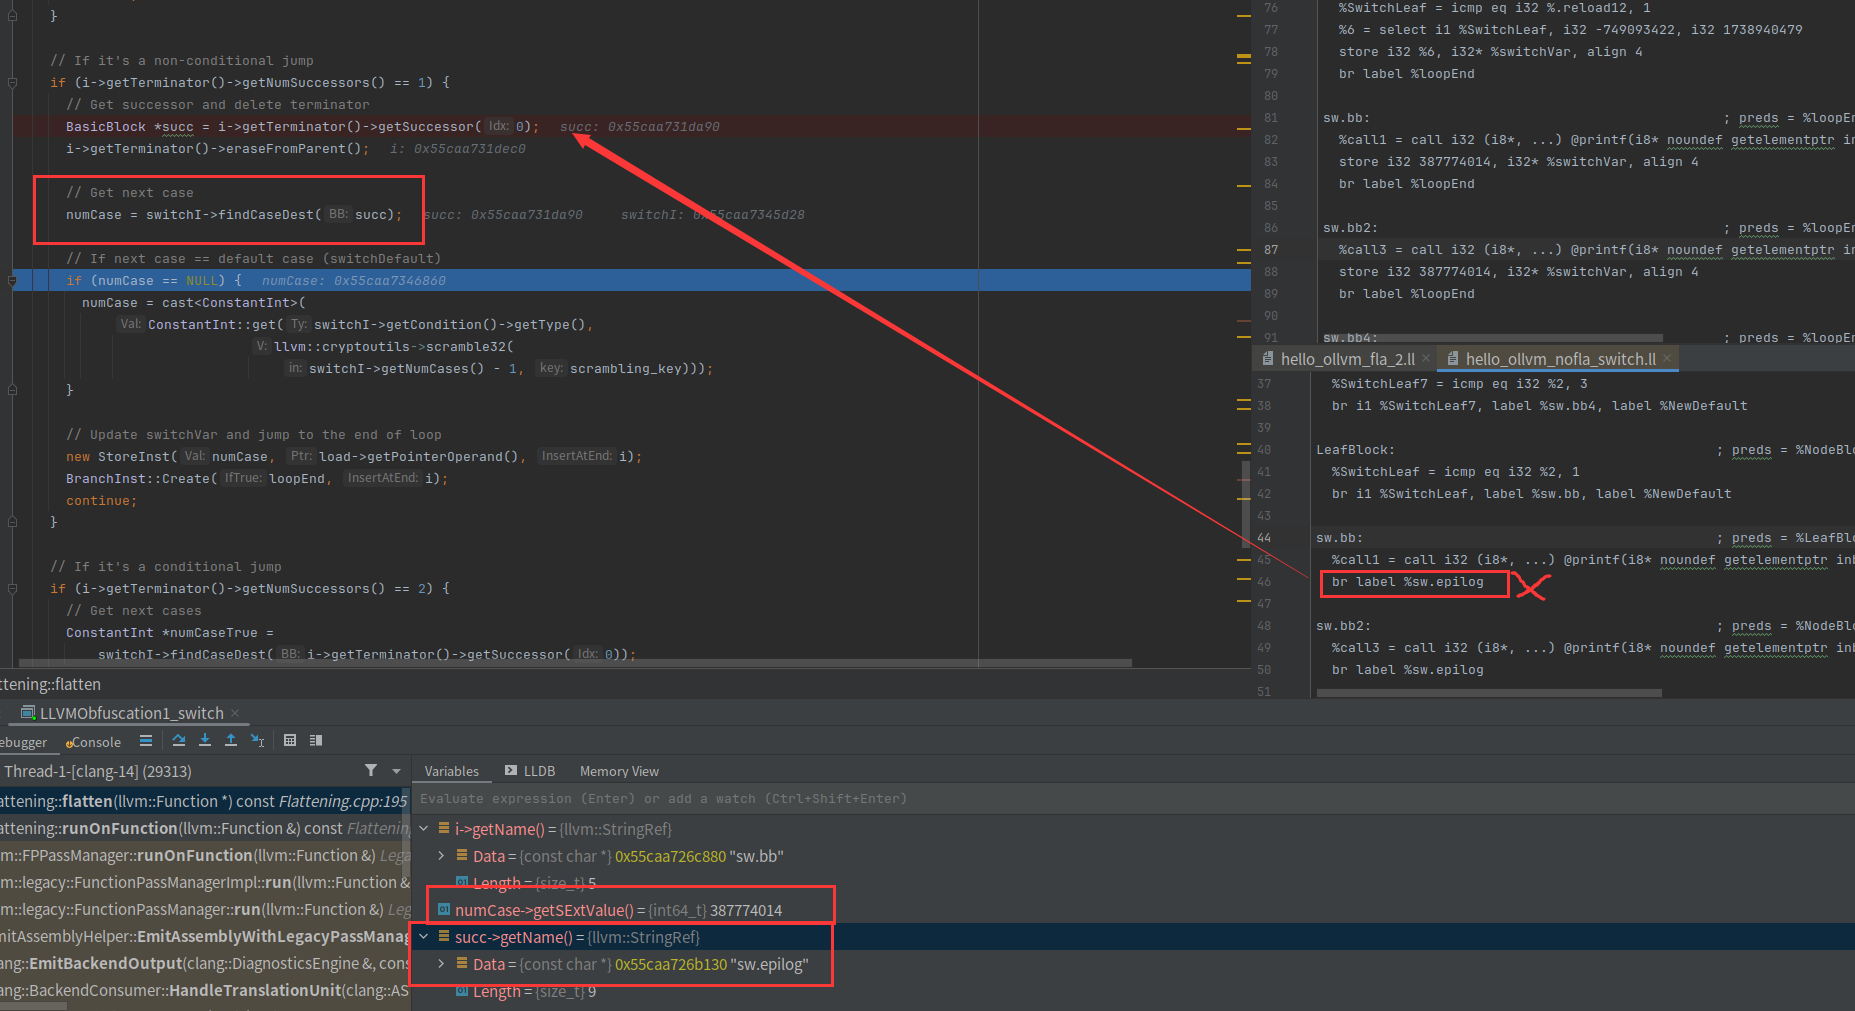 }
// If it's a non-conditional jump
if (i->getTerminator()->getNumSuccessors() == 1) {
// Get successor and delete terminator
BasicBlock *succ = i->getTerminator()->getSuccessor( Idx: 0);   succ: 0x55caa731da90
i->getTerminator()->eraseFromParent();   i: 0x55caa731dec0
// Get next case
numCase = switchI->findCaseDest( BB: succ);   succ: 0x55caa731da90   switchI: 0x55caa7345d28
// If next case == default case (switchDefault)
if (numCase == NULL) {   numCase: 0x55caa7346860
numCase = cast<ConstantInt>(
Val: ConstantInt::get( Ty: switchI->getCondition()->getType(),
V: llvm::cryptoutils->scramble32(
in: switchI->getNumCases() - 1, key: scrambling_key)));
}
// Update switchVar and jump to the end of loop
new StoreInst( Val: numCase, Ptr: load->getPointerOperand(), InsertAtEnd: i);
BranchInst::Create( IfTrue: loopEnd, InsertAtEnd: i);
continue;
}
// If it's a conditional jump
if (i->getTerminator()->getNumSuccessors() == 2) {
// Get next cases
ConstantInt *numCaseTrue =
switchI->findCaseDest( BB: i->getTerminator()->getSuccessor( Idx: 0));
ttening::flatten
76 %SwitchLeaf = icmp eq i32 %.reload12, 1
77 %6 = select i1 %SwitchLeaf, i32 -749093422, i32 1738940479
78 store i32 %6, i32* %switchVar, align 4
79 br label %loopEnd
80
81 sw.bb: ; preds = %loopEn
82 %call1 = call i32 (i8*, ...) @printf(i8* noundef getelementptr in
83 store i32 387774014, i32* %switchVar, align 4
84 br label %loopEnd
85
86 sw.bb2: ; preds = %loopEn
87 %call3 = call i32 (i8*, ...) @printf(i8* noundef getelementptr in
88 store i32 387774014, i32* %switchVar, align 4
89 br label %loopEnd
90
91 sw.bb4: ; preds = %loopEn
hello_ollvm_fla_2.ll × hello_ollvm_nofla_switch.ll ×
37 %SwitchLeaf7 = icmp eq i32 %2, 3
38 br i1 %SwitchLeaf7, label %sw.bb4, label %NewDefault
39
40 LeafBlock: ; preds = %NodeBlo
41 %SwitchLeaf = icmp eq i32 %2, 1
42 br i1 %SwitchLeaf, label %sw.bb, label %NewDefault
43
44 sw.bb: ; preds = %LeafBlo
45 %call1 = call i32 (i8*, ...) @printf(i8* noundef getelementptr inb
46 br label %sw.epilog
47
48 sw.bb2: ; preds = %NodeBlo
49 %call3 = call i32 (i8*, ...) @printf(i8* noundef getelementptr inb
50 br label %sw.epilog
51
LLVMObfuscation1_switch ×
ebugger Console
Thread-1-[clang-14] (29313)
attening::flatten(llvm::Function *) const Flattening.cpp:195
attening::runOnFunction(llvm::Function &) const Flattening
vm::FPPassManager::runOnFunction(llvm::Function &) Lega
vm::legacy::FunctionPassManagerImpl::run(llvm::Function &
vm::legacy::FunctionPassManager::run(llvm::Function &) Leg
mitAssemblyHelper::EmitAssemblyWithLegacyPassManag
ang::EmitBackendOutput(clang::DiagnosticsEngine &, cons
ang::BackendConsumer::HandleTranslationUnit(clang::AS
Variables LLDB Memory View
Evaluate expression (Enter) or add a watch (Ctrl+Shift+Enter)
i->getName() = {llvm::StringRef}
Data = {const char *} 0x55caa726c880 "sw.bb"
Length = {size_t} 5
numCase->getSExtValue() = {int64_t} 387774014
succ->getName() = {llvm::StringRef}
Data = {const char *} 0x55caa726b130 "sw.epilog"
Length = {size_t} 9